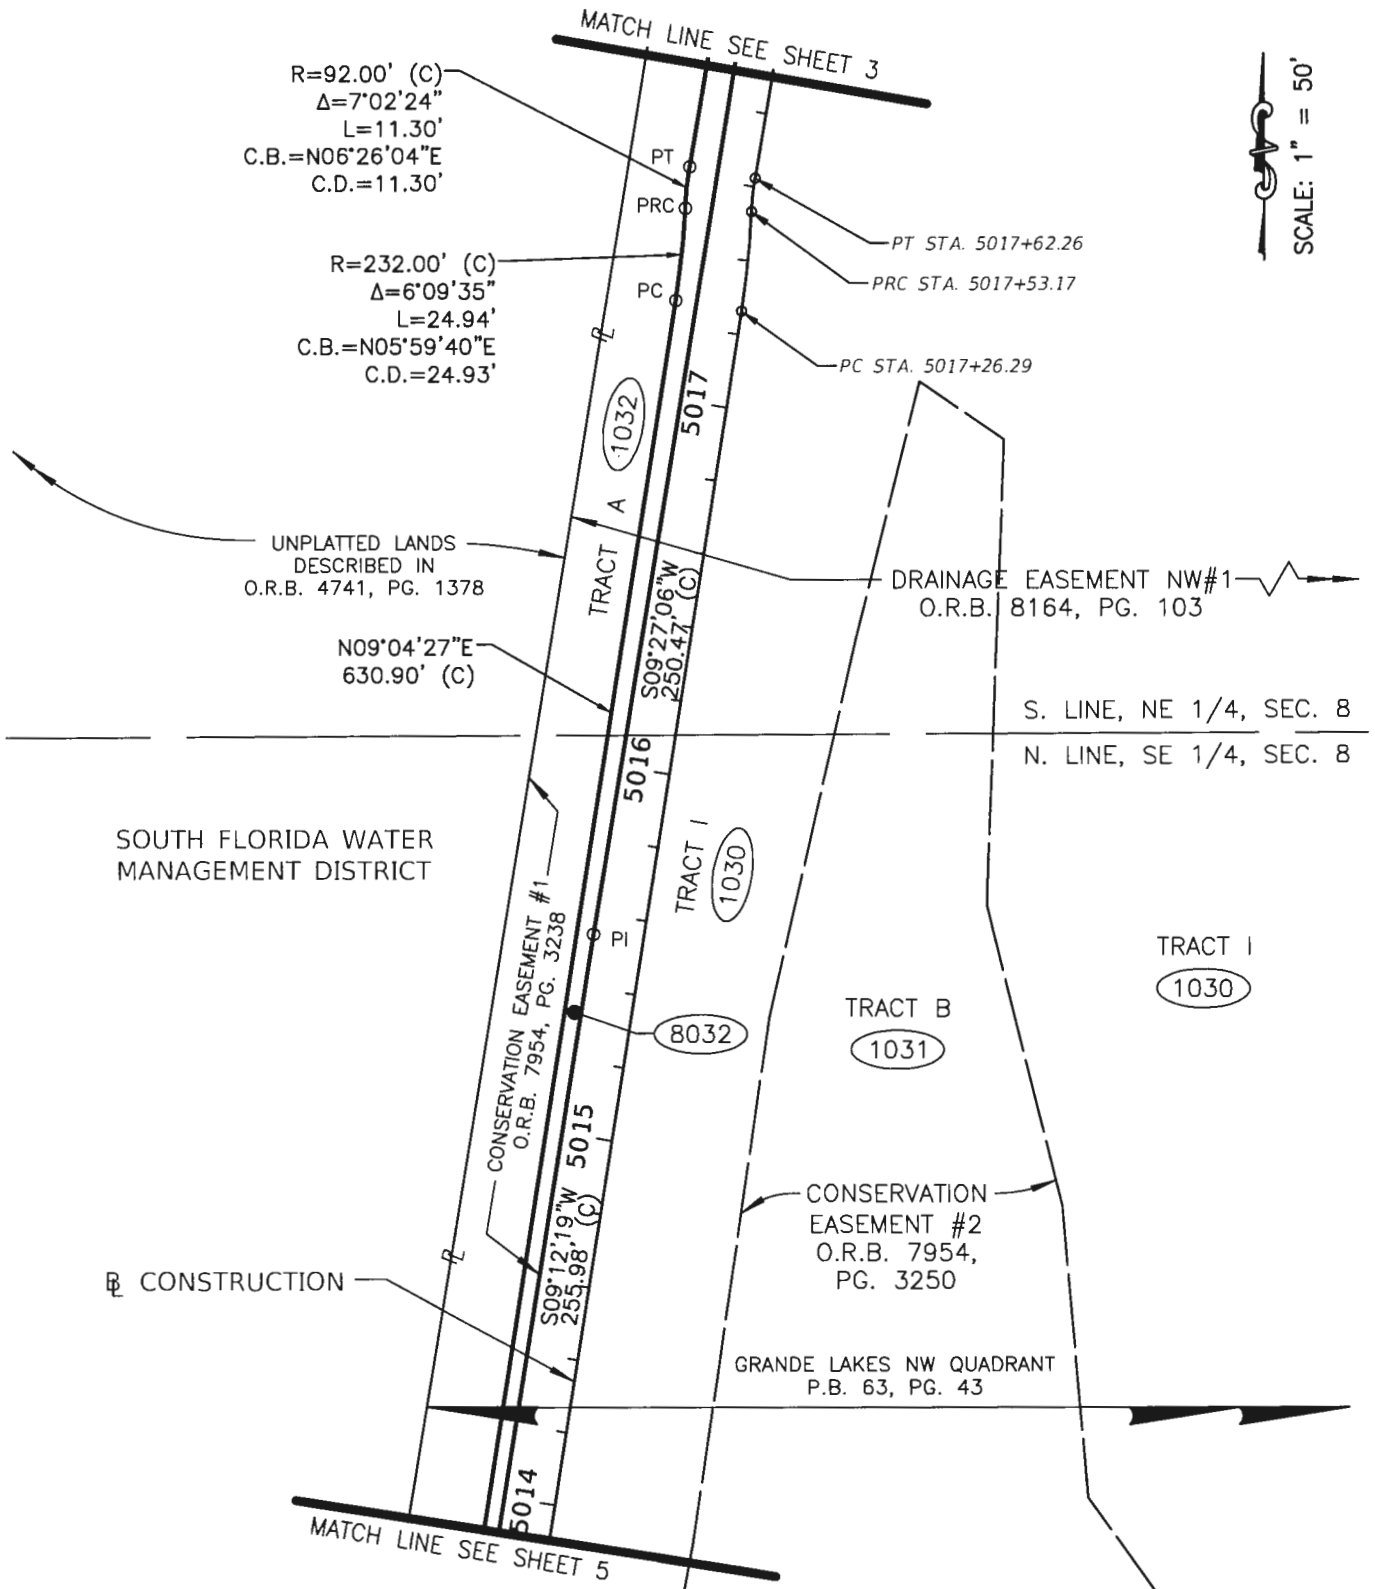 MATCH LINE SEE SHEET 3
R=92.00' (C)
Δ=7°02'24"
L=11.30'
C.B.=N06°26'04"E
C.D.=11.30'
SCALE: 1" = 50'
PT
PRC
PT STA. 5017+62.26
PRC STA. 5017+53.17
R=232.00' (C)
Δ=6°09'35"
L=24.94'
C.B.=N05°59'40"E
C.D.=24.93'
PC
PC STA. 5017+26.29
PL
5017
1032
TRACT A
UNPLATTED LANDS
DESCRIBED IN
O.R.B. 4741, PG. 1378
DRAINAGE EASEMENT NW#1
O.R.B. 8164, PG. 103
S09°27'06"W
250.47' (C)
N09°04'27"E
630.90' (C)
S. LINE, NE 1/4, SEC. 8
N. LINE, SE 1/4, SEC. 8
5016
SOUTH FLORIDA WATER
MANAGEMENT DISTRICT
TRACT I
1030
CONSERVATION EASEMENT #1
O.R.B. 7954, PG. 3238
PI
TRACT I
1030
TRACT B
1031
8032
5015
S09°12'19"W
255.98' (C)
CONSERVATION
EASEMENT #2
O.R.B. 7954,
PG. 3250
PL
BL CONSTRUCTION
GRANDE LAKES NW QUADRANT
P.B. 63, PG. 43
5014
MATCH LINE SEE SHEET 5